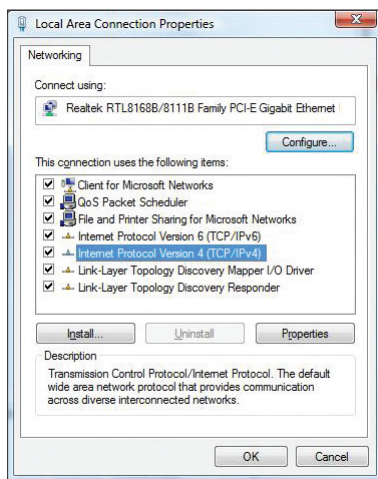 Local Area Connection Properties
Networking
Connect using:
Realtek RTL8168B/8111B Family PCI-E Gigabit Ethernet
Configure...
This connection uses the following items:
Client for Microsoft Networks
QoS Packet Scheduler
File and Printer Sharing for Microsoft Networks
Internet Protocol Version 6 (TCP/IPv6)
Internet Protocol Version 4 (TCP/IPv4)
Link-Layer Topology Discovery Mapper I/O Driver
Link-Layer Topology Discovery Responder
Install... Uninstall Properties
Description
Transmission Control Protocol/Internet Protocol. The default
wide area network protocol that provides communication
across diverse interconnected networks.
OK Cancel